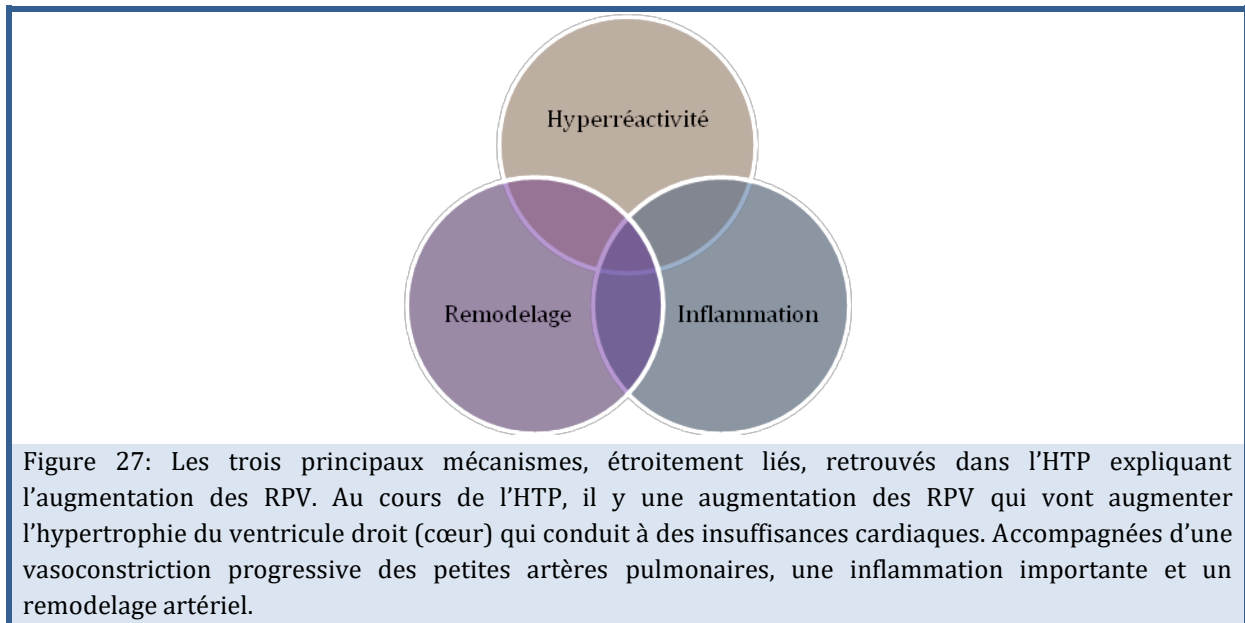 Hyperréactivité
Remodelage
Inflammation
Figure 27: Les trois principaux mécanismes, étroitement liés, retrouvés dans l’HTP expliquant
l’augmentation des RPV. Au cours de l’HTP, il y une augmentation des RPV qui vont augmenter
l’hypertrophie du ventricule droit (cœur) qui conduit à des insuffisances cardiaques. Accompagnées d’une
vasoconstriction progressive des petites artères pulmonaires, une inflammation importante et un
remodelage artériel.